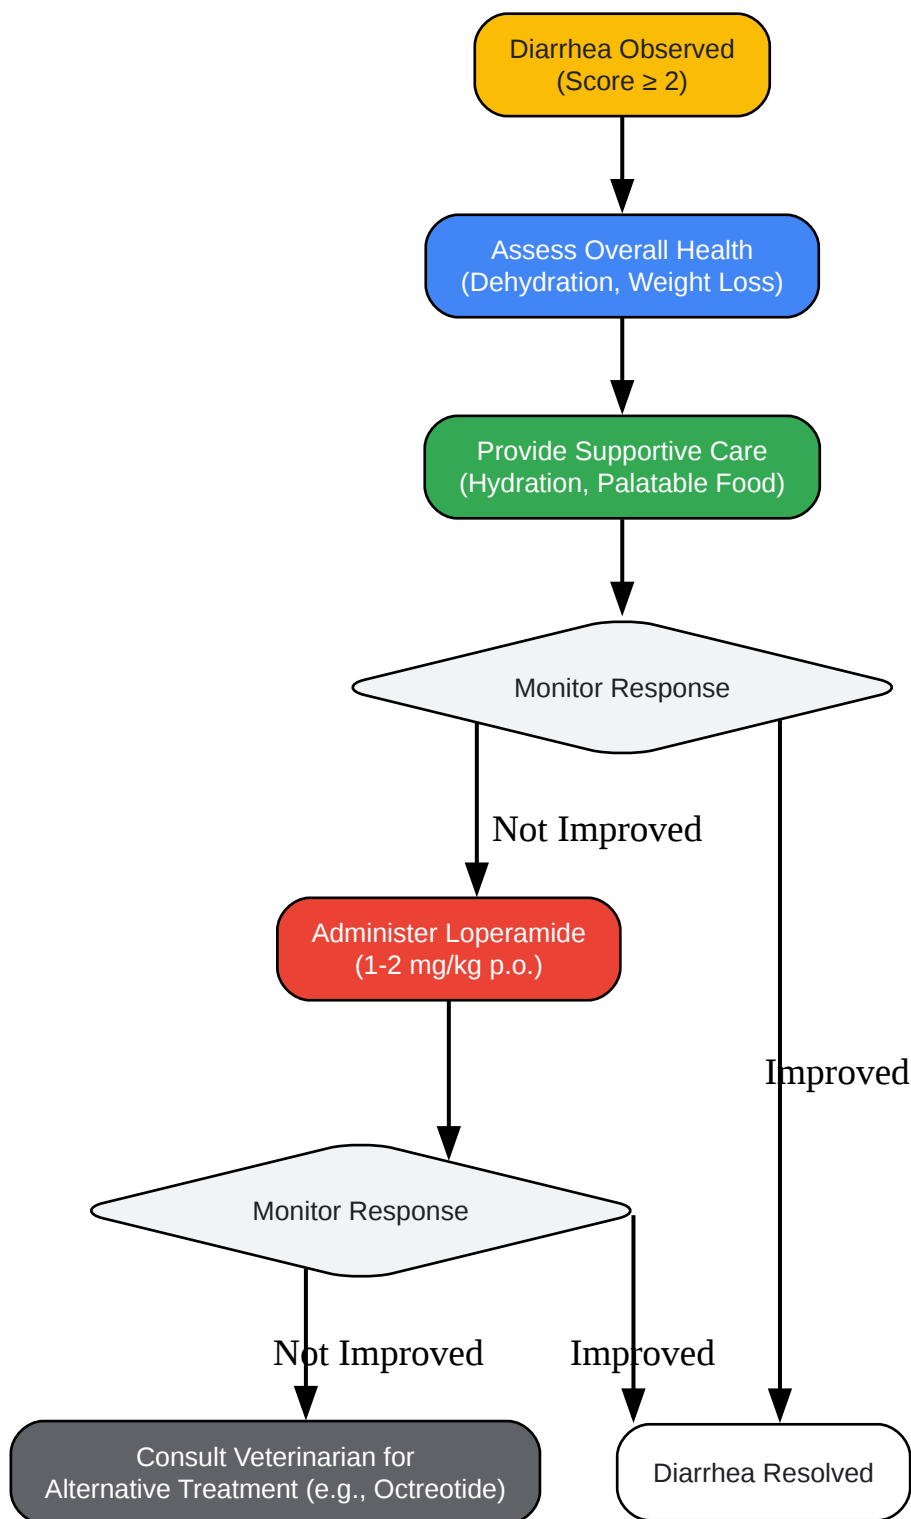 Diarrhea Observed
(Score ≥ 2)
Assess Overall Health
(Dehydration, Weight Loss)
Provide Supportive Care
(Hydration, Palatable Food)
Monitor Response
Not Improved
Administer Loperamide
(1-2 mg/kg p.o.)
Improved
Monitor Response
Not Improved
Improved
Consult Veterinarian for
Alternative Treatment (e.g., Octreotide)
Diarrhea Resolved